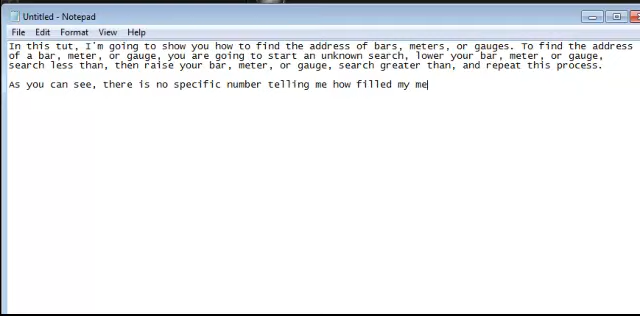 Untitled - Notepad
File Edit Format View Help
In this tut, I'm going to show you how to find the address of bars, meters, or gauges. To find the address
of a bar, meter, or gauge, you are going to start an unknown search, lower your bar, meter, or gauge,
search less than, then raise your bar, meter, or gauge, search greater than, and repeat this process.
As you can see, there is no specific number telling me how filled my me